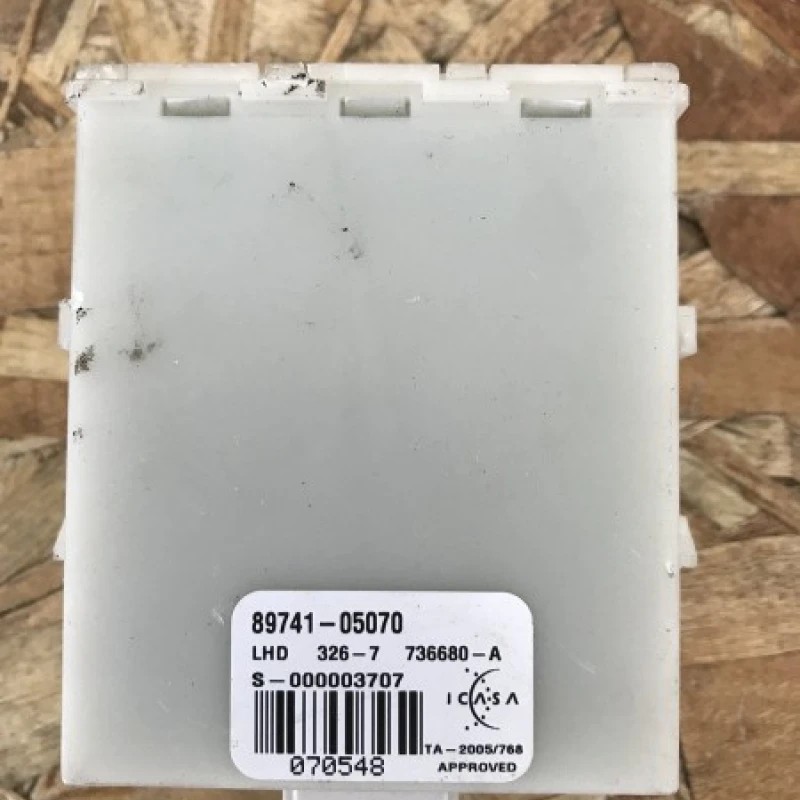 89741-05070
LHD 326-7 736680-A
S-000003707
ICASA
TA-2005/768
070548
APPROVED